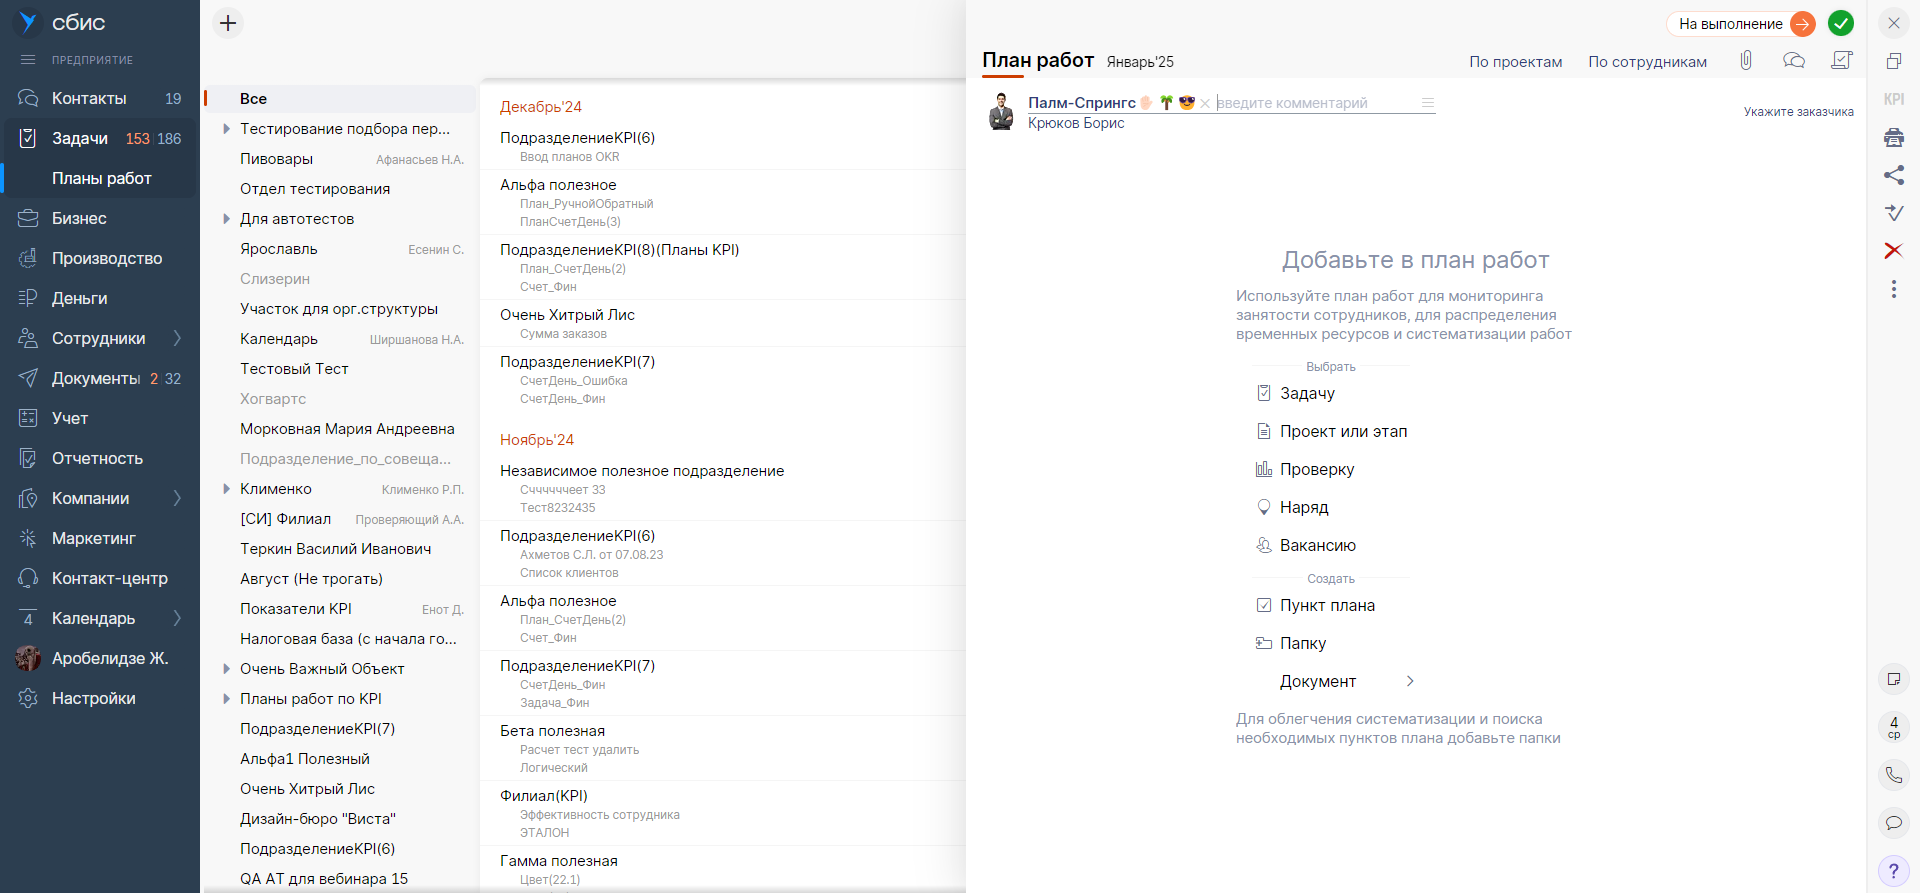 сбис
ПРЕДПРИЯТИЕ
Контакты 19
Задачи 153 186
Планы работ
Бизнес
Производство
Деньги
Сотрудники
Документы 2 32
Учет
Отчетность
Компании
Маркетинг
Контакт-центр
4 Календарь
Аробелидзе Ж.
Настройки
Все
Тестирование подбора пер...
Пивовары Афанасьев Н.А.
Отдел тестирования
Для автотестов
Ярославль Есенин С.
Слизерин
Участок для орг.структуры
Календарь Ширшанова Н.А.
Тестовый Тест
Хогвартс
Морковная Мария Андреевна
Подразделение_по_совеща...
Клименко Клименко Р.П.
[СИ] Филиал Проверяющий А.А.
Теркин Василий Иванович
Август (Не трогать)
Показатели KPI Енот Д.
Налоговая база (с начала го...
Очень Важный Объект
Планы работ по KPI
ПодразделениеKPI(7)
Альфа1 Полезный
Очень Хитрый Лис
Дизайн-бюро "Виста"
ПодразделениеKPI(6)
QA АТ для вебинара 15
Декабрь'24
ПодразделениеKPI(6)
Ввод планов OKR
Альфа полезное
План_РучнойОбратный
ПланСчетДень(3)
ПодразделениеKPI(8)(Планы KPI)
План_СчетДень(2)
Счет_Фин
Очень Хитрый Лис
Сумма заказов
ПодразделениеKPI(7)
СчетДень_Ошибка
СчетДень_Фин
Ноябрь'24
Независимое полезное подразделение
Сччччччеет 33
Тест8232435
ПодразделениеKPI(6)
Ахметов С.Л. от 07.08.23
Список клиентов
Альфа полезное
План_СчетДень(2)
Счет_Фин
ПодразделениеKPI(7)
СчетДень_Фин
Задача_Фин
Бета полезная
Расчет тест удалить
Логический
Филиал(KPI)
Эффективность сотрудника
ЭТАЛОН
Гамма полезная
Цвет(22.1)
На выполнение
План работ Январь'25
По проектам По сотрудникам
Палм-Спрингс введите комментарий
Крюков Борис
Укажите заказчика
Добавьте в план работ
Используйте план работ для мониторинга
занятости сотрудников, для распределения
временных ресурсов и систематизации работ
Выбрать
Задачу
Проект или этап
Проверку
Наряд
Вакансию
Создать
Пункт плана
Папку
Документ
Для облегчения систематизации и поиска
необходимых пунктов плана добавьте папки
KPI
4
ср
?